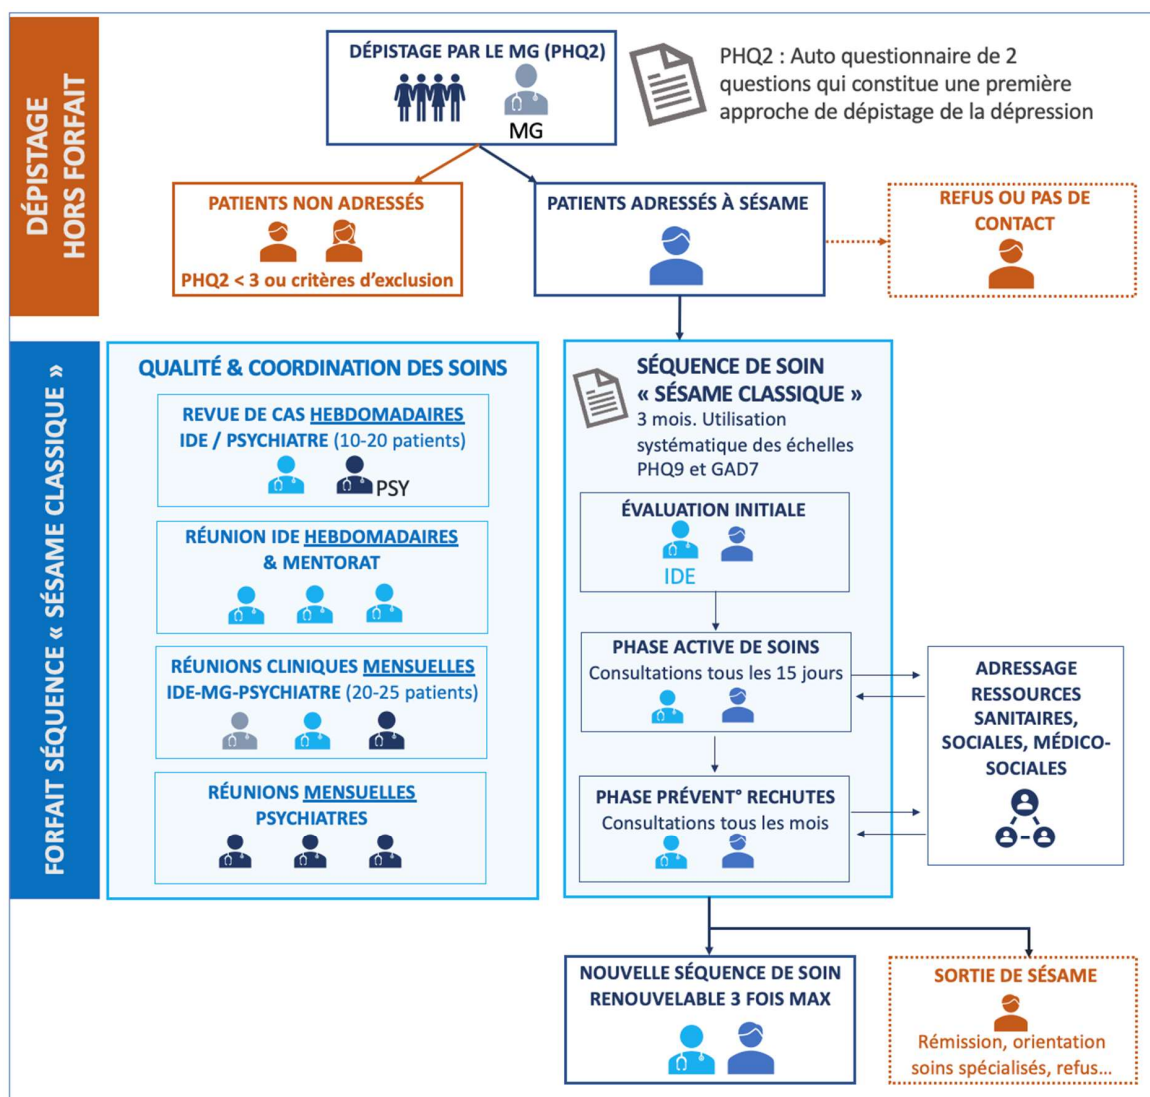 DÉPISTAGE
HORS FORFAIT
DÉPISTAGE PAR LE MG (PHQ2)
MG
PHQ2 : Auto questionnaire de 2
questions qui constitue une première
approche de dépistage de la dépression
PATIENTS NON ADRESSÉS
PHQ2 < 3 ou critères d’exclusion
PATIENTS ADRESSÉS À SÉSAME
REFUS OU PAS DE
CONTACT
FORFAIT SÉQUENCE « SÉSAME CLASSIQUE »
QUALITÉ & COORDINATION DES SOINS
REVUE DE CAS HEBDOMADAIRES
IDE / PSYCHIATRE (10-20 patients)
PSY
RÉUNION IDE HEBDOMADAIRES
& MENTORAT
RÉUNIONS CLINIQUES MENSUELLES
IDE-MG-PSYCHIATRE (20-25 patients)
RÉUNIONS MENSUELLES
PSYCHIATRES
SÉQUENCE DE SOIN
« SÉSAME CLASSIQUE »
3 mois. Utilisation
systématique des échelles
PHQ9 et GAD7
ÉVALUATION INITIALE
IDE
PHASE ACTIVE DE SOINS
Consultations tous les 15 jours
PHASE PRÉVENT° RECHUTES
Consultations tous les mois
ADRESSAGE
RESSOURCES
SANITAIRES,
SOCIALES, MÉDICO-
SOCIALES
NOUVELLE SÉQUENCE DE SOIN
RENOUVELABLE 3 FOIS MAX
SORTIE DE SÉSAME
Rémission, orientation
soins spécialisés, refus...